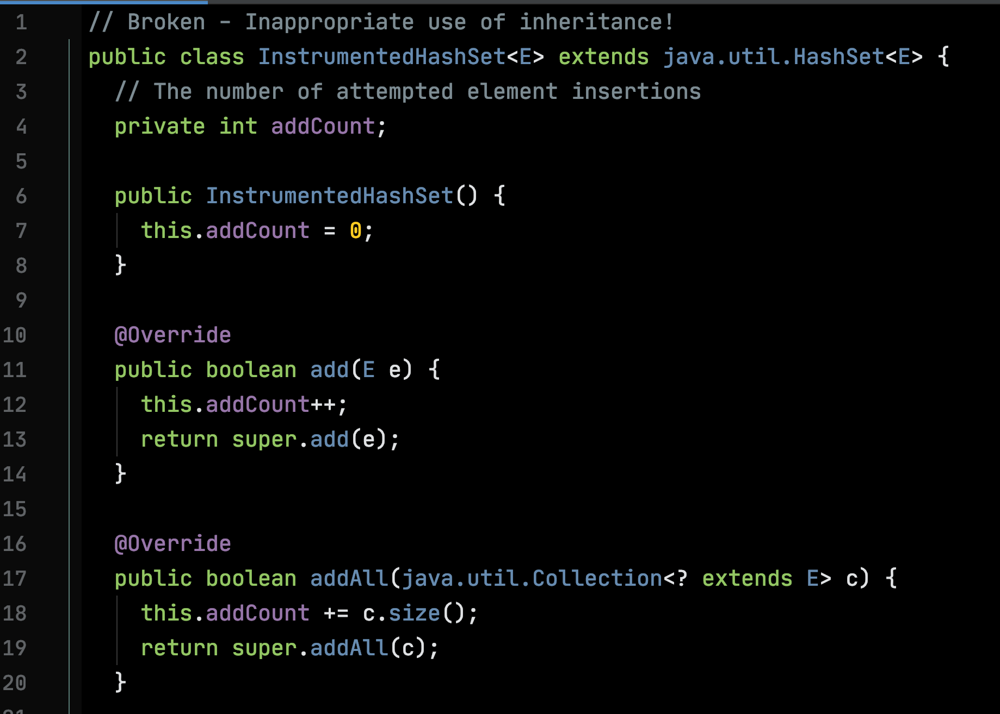 1 // Broken - Inappropriate use of inheritance!
2 public class InstrumentedHashSet<E> extends java.util.HashSet<E> {
3 // The number of attempted element insertions
4 private int addCount;
5
6 public InstrumentedHashSet() {
7 this.addCount = 0;
8 }
9
10 @Override
11 public boolean add(E e) {
12 this.addCount++;
13 return super.add(e);
14 }
15
16 @Override
17 public boolean addAll(java.util.Collection<? extends E> c) {
18 this.addCount += c.size();
19 return super.addAll(c);
20 }